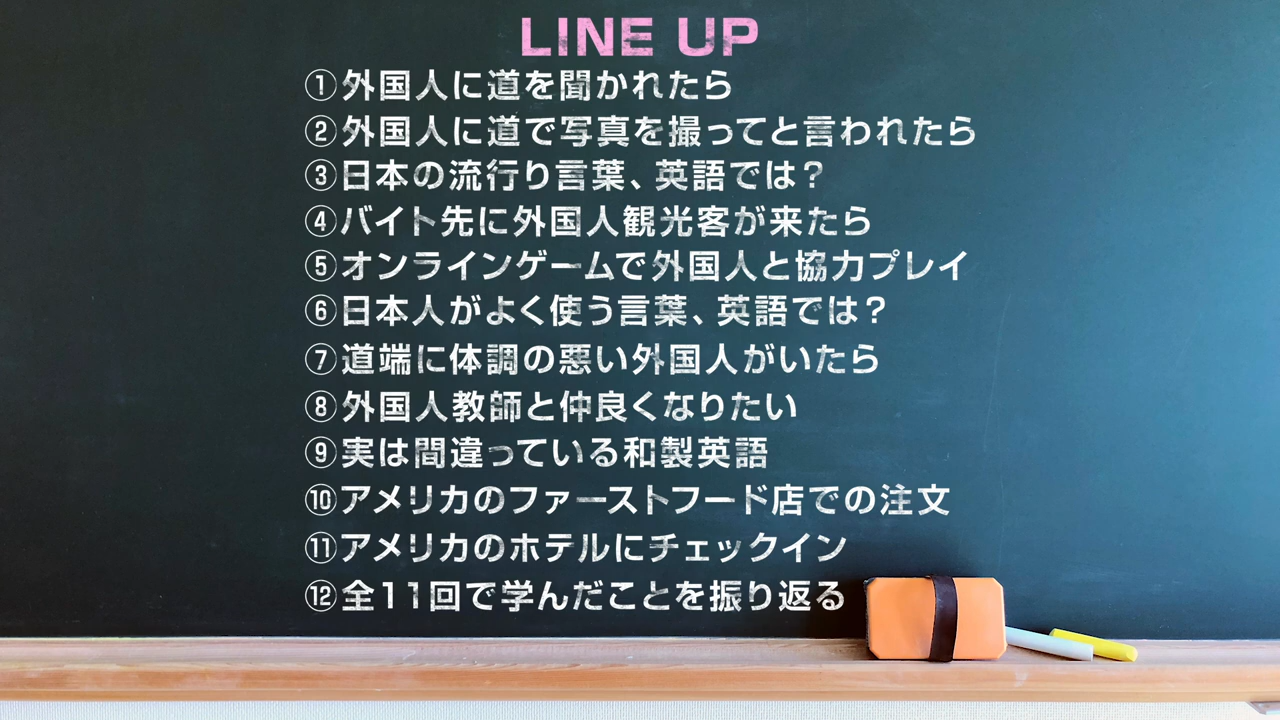 LINE UP
①外国人に道を聞かれたら
②外国人に道で写真を撮ってと言われたら
③日本の流行り言葉、英語では？
④バイト先に外国人観光客が来たら
⑤オンラインゲームで外国人と協力プレイ
⑥日本人がよく使う言葉、英語では？
⑦道端に体調の悪い外国人がいたら
⑧外国人教師と仲良くなりたい
⑨実は間違っている和製英語
⑩アメリカのファーストフード店での注文
⑪アメリカのホテルにチェックイン
⑫全11回で学んだことを振り返る